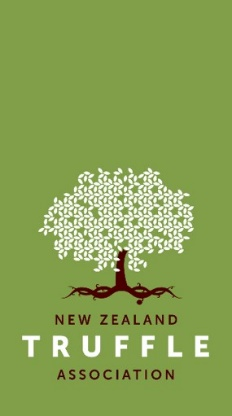 NEW ZEALAND
TRUFFLE
ASSOCIATION